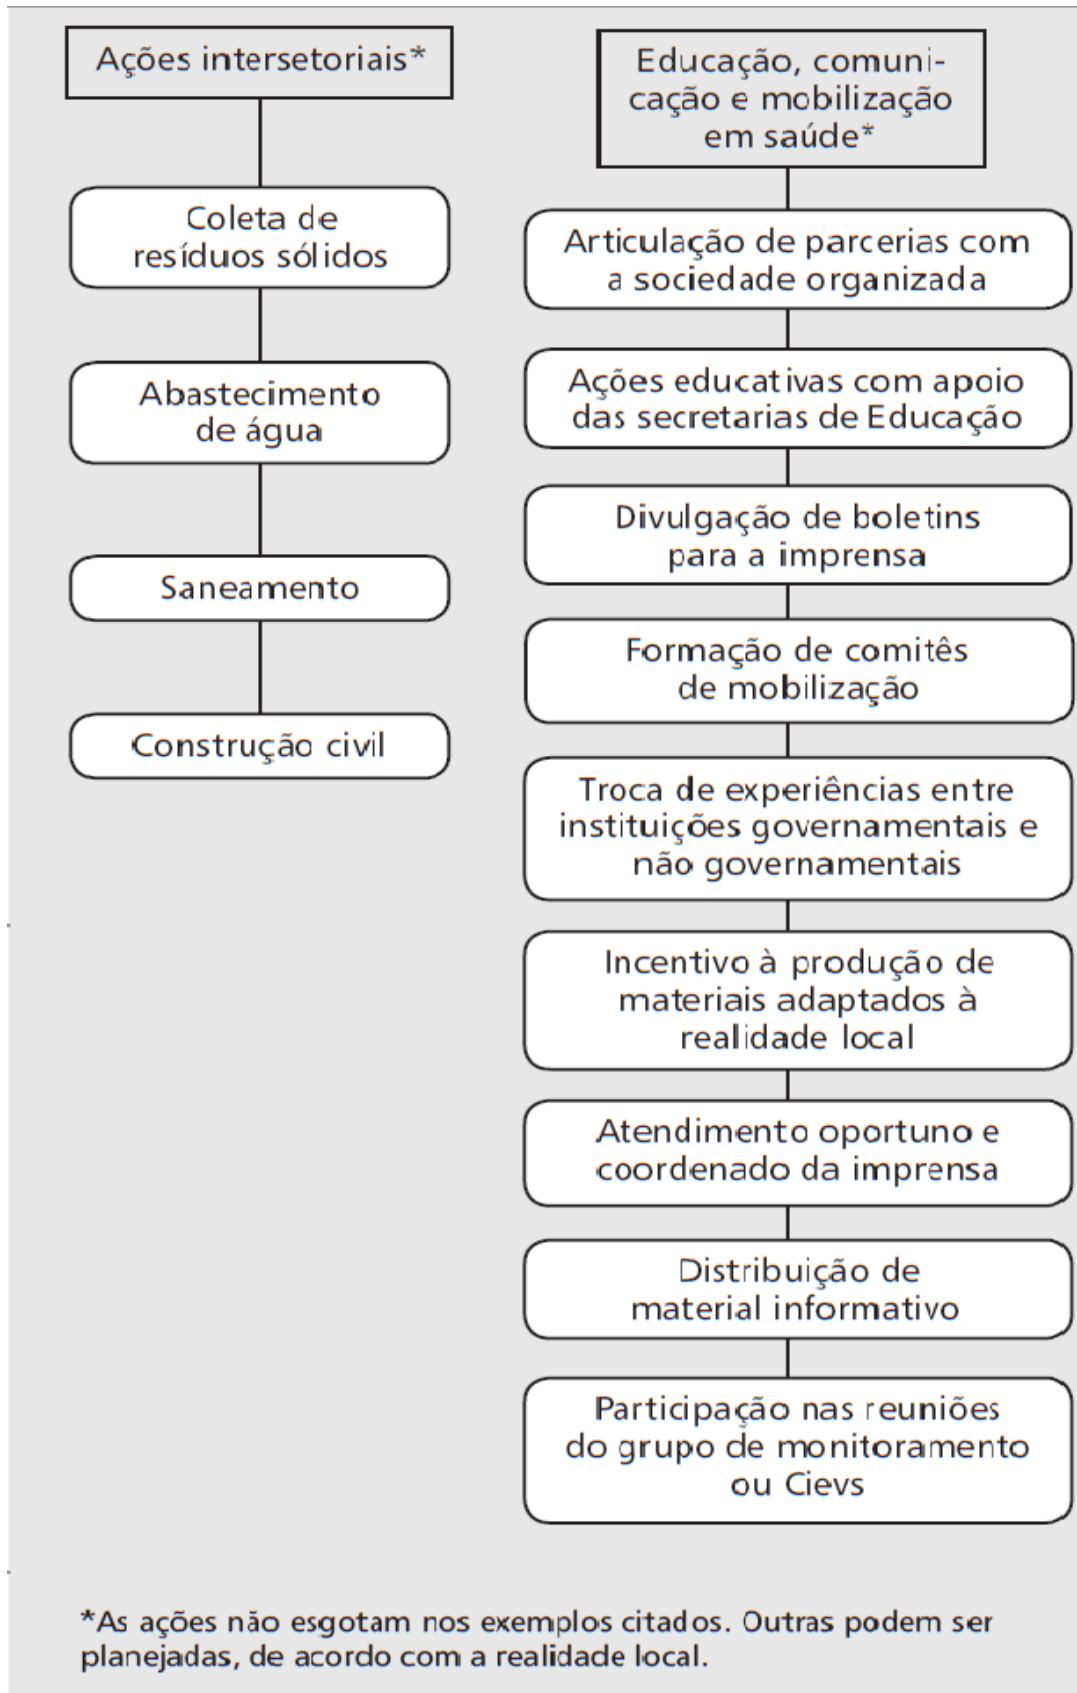 Ações intersetoriais*
Coleta de
resíduos sólidos
Abastecimento
de água
Saneamento
Construção civil
Educação, comuni-
cação e mobilização
em saúde*
Articulação de parcerias com
a sociedade organizada
Ações educativas com apoio
das secretarias de Educação
Divulgação de boletins
para a imprensa
Formação de comitês
de mobilização
Troca de experiências entre
instituições governamentais e
não governamentais
Incentivo à produção de
materiais adaptados à
realidade local
Atendimento oportuno e
coordenado da imprensa
Distribuição de
material informativo
Participação nas reuniões
do grupo de monitoramento
ou Cievs
*As ações não esgotam nos exemplos citados. Outras podem ser
planejadas, de acordo com a realidade local.